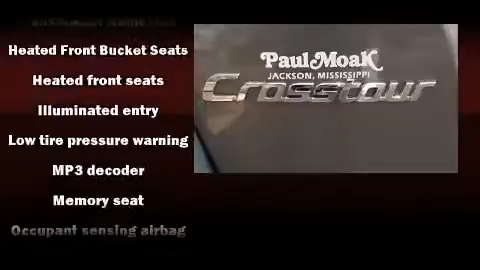 Heated Front Bucket Seats
Heated front seats
Illuminated entry
Low tire pressure warning
MP3 decoder
Memory seat
Occupant sensing airbag
Paul Moak
JACKSON, MISSISSIPPI
Crosstour